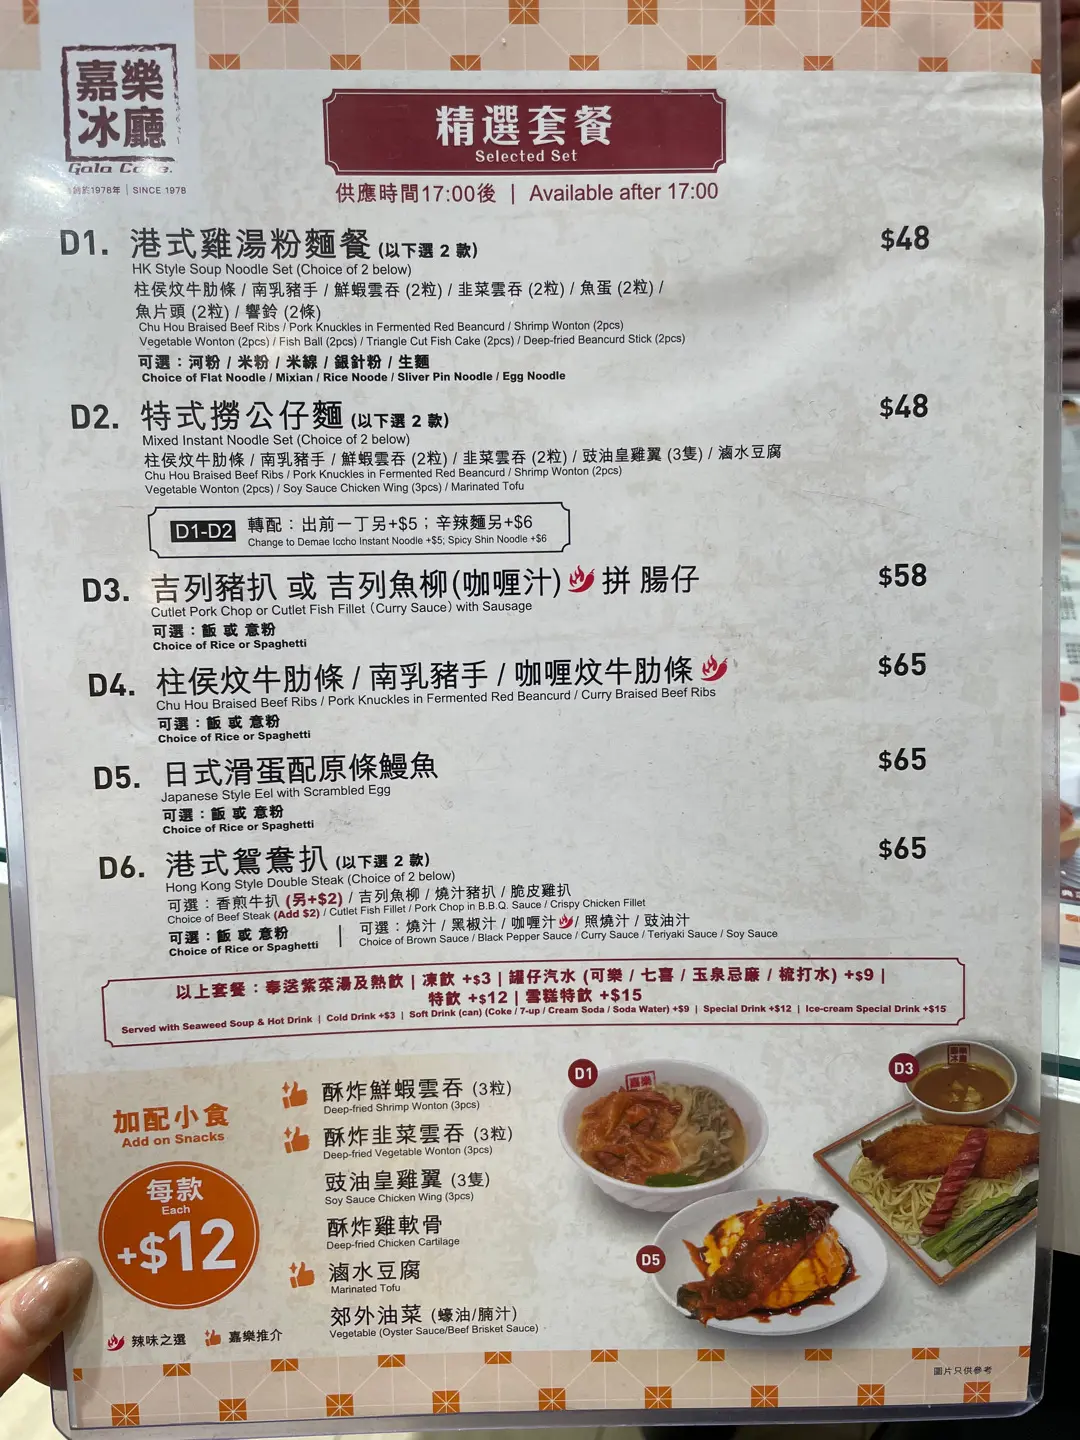 嘉樂
冰廳
Gala Cafe.
創於1978年 | SINCE 1978
精選套餐
Selected Set
供應時間17:00後 | Available after 17:00
D1. 港式雞湯粉麵餐 (以下選 2 款) $48
HK Style Soup Noodle Set (Choice of 2 below)
柱侯炆牛肋條 / 南乳豬手 / 鮮蝦雲吞 (2粒) / 韭菜雲吞 (2粒) / 魚蛋 (2粒) /
魚片頭 (2粒) / 響鈴 (2條)
Chu Hou Braised Beef Ribs / Pork Knuckles in Fermented Red Beancurd / Shrimp Wonton (2pcs)
Vegetable Wonton (2pcs) / Fish Ball (2pcs) / Triangle Cut Fish Cake (2pcs) / Deep-fried Beancurd Stick (2pcs)
可選：河粉 / 米粉 / 米線 / 銀針粉 / 生麵
Choice of Flat Noodle / Mixian / Rice Noode / Sliver Pin Noodle / Egg Noodle
D2. 特式撈公仔麵 (以下選 2 款) $48
Mixed Instant Noodle Set (Choice of 2 below)
柱侯炆牛肋條 / 南乳豬手 / 鮮蝦雲吞 (2粒) / 韭菜雲吞 (2粒) / 豉油皇雞翼 (3隻) / 滷水豆腐
Chu Hou Braised Beef Ribs / Pork Knuckles in Fermented Red Beancurd / Shrimp Wonton (2pcs)
Vegetable Wonton (2pcs) / Soy Sauce Chicken Wing (3pcs) / Marinated Tofu
D1-D2 轉配：出前一丁另+$5；辛辣麵另+$6
Change to Demae Iccho Instant Noodle +$5; Spicy Shin Noodle +$6
D3. 吉列豬扒 或 吉列魚柳(咖喱汁) 拼 腸仔 $58
Cutlet Pork Chop or Cutlet Fish Fillet (Curry Sauce) with Sausage
可選：飯 或 意粉
Choice of Rice or Spaghetti
D4. 柱侯炆牛肋條 / 南乳豬手 / 咖喱炆牛肋條 $65
Chu Hou Braised Beef Ribs / Pork Knuckles in Fermented Red Beancurd / Curry Braised Beef Ribs
可選：飯 或 意粉
Choice of Rice or Spaghetti
D5. 日式滑蛋配原條鰻魚 $65
Japanese Style Eel with Scrambled Egg
可選：飯 或 意粉
Choice of Rice or Spaghetti
D6. 港式鴛鴦扒 (以下選 2 款) $65
Hong Kong Style Double Steak (Choice of 2 below)
可選：香煎牛扒 (另+$2) / 吉列魚柳 / 燒汁豬扒 / 脆皮雞扒
Choice of Beef Steak (Add $2) / Cutlet Fish Fillet / Pork Chop in B.B.Q. Sauce / Crispy Chicken Fillet
可選：飯 或 意粉 | 可選：燒汁 / 黑椒汁 / 咖喱汁 / 照燒汁 / 豉油汁
Choice of Rice or Spaghetti | Choice of Brown Sauce / Black Pepper Sauce / Curry Sauce / Teriyaki Sauce / Soy Sauce
以上套餐：奉送紫菜湯及熱飲 | 凍飲 +$3 | 罐仔汽水 (可樂 / 七喜 / 玉泉忌廉 / 梳打水) +$9 |
特飲 +$12 | 雪糕特飲 +$15
Served with Seaweed Soup & Hot Drink | Cold Drink +$3 | Soft Drink (can) (Coke / 7-up / Cream Soda / Soda Water) +$9 | Special Drink +$12 | Ice-cream Special Drink +$15
加配小食
Add on Snacks
每款
Each
+$12
酥炸鮮蝦雲吞 (3粒)
Deep-fried Shrimp Wonton (3pcs)
酥炸韭菜雲吞 (3粒)
Deep-fried Vegetable Wonton (3pcs)
豉油皇雞翼 (3隻)
Soy Sauce Chicken Wing (3pcs)
酥炸雞軟骨
Deep-fried Chicken Cartilage
滷水豆腐
Marinated Tofu
郊外油菜 (蠔油/腩汁)
Vegetable (Oyster Sauce/Beef Brisket Sauce)
辣味之選 嘉樂推介
D1
嘉樂
D3
嘉樂
冰廳
D5
圖片只供參考